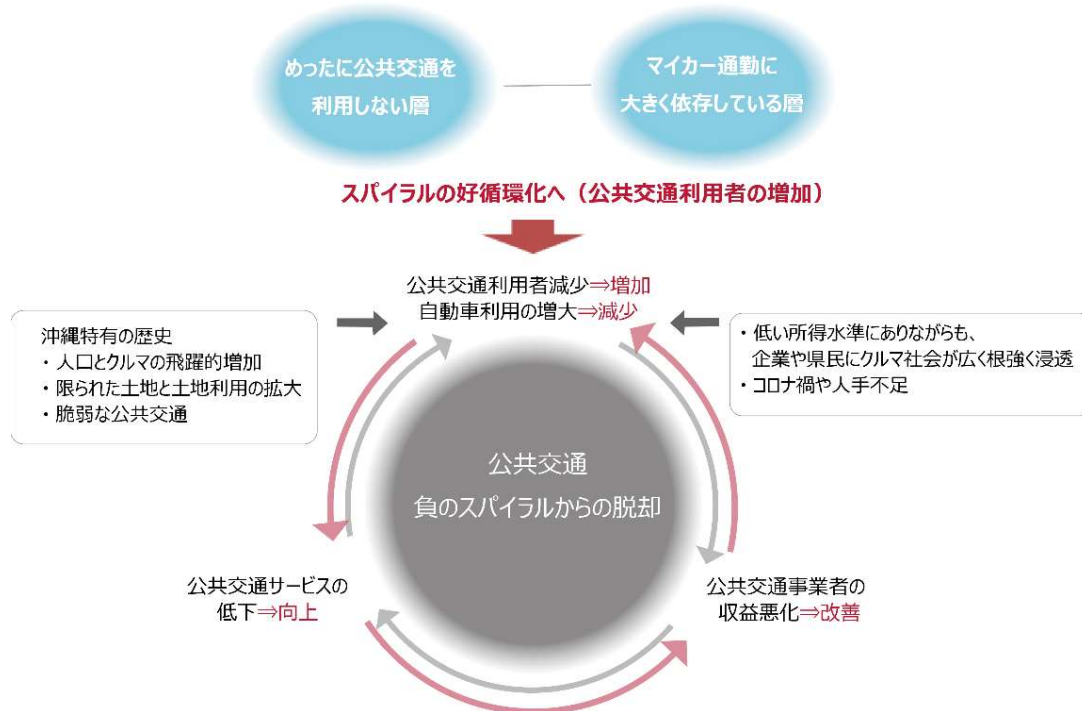 めったに公共交通を
利用しない層
マイカー通勤に
大きく依存している層
スパイラルの好循環化へ（公共交通利用者の増加）
公共交通利用者減少⇒増加
自動車利用の増大⇒減少
沖縄特有の歴史
・人口とクルマの飛躍的増加
・限られた土地と土地利用の拡大
・脆弱な公共交通
・低い所得水準にありながらも、
企業や県民にクルマ社会が広く根強く浸透
・コロナ禍や人手不足
公共交通
負のスパイラルからの脱却
公共交通サービスの
低下⇒向上
公共交通事業者の
収益悪化⇒改善